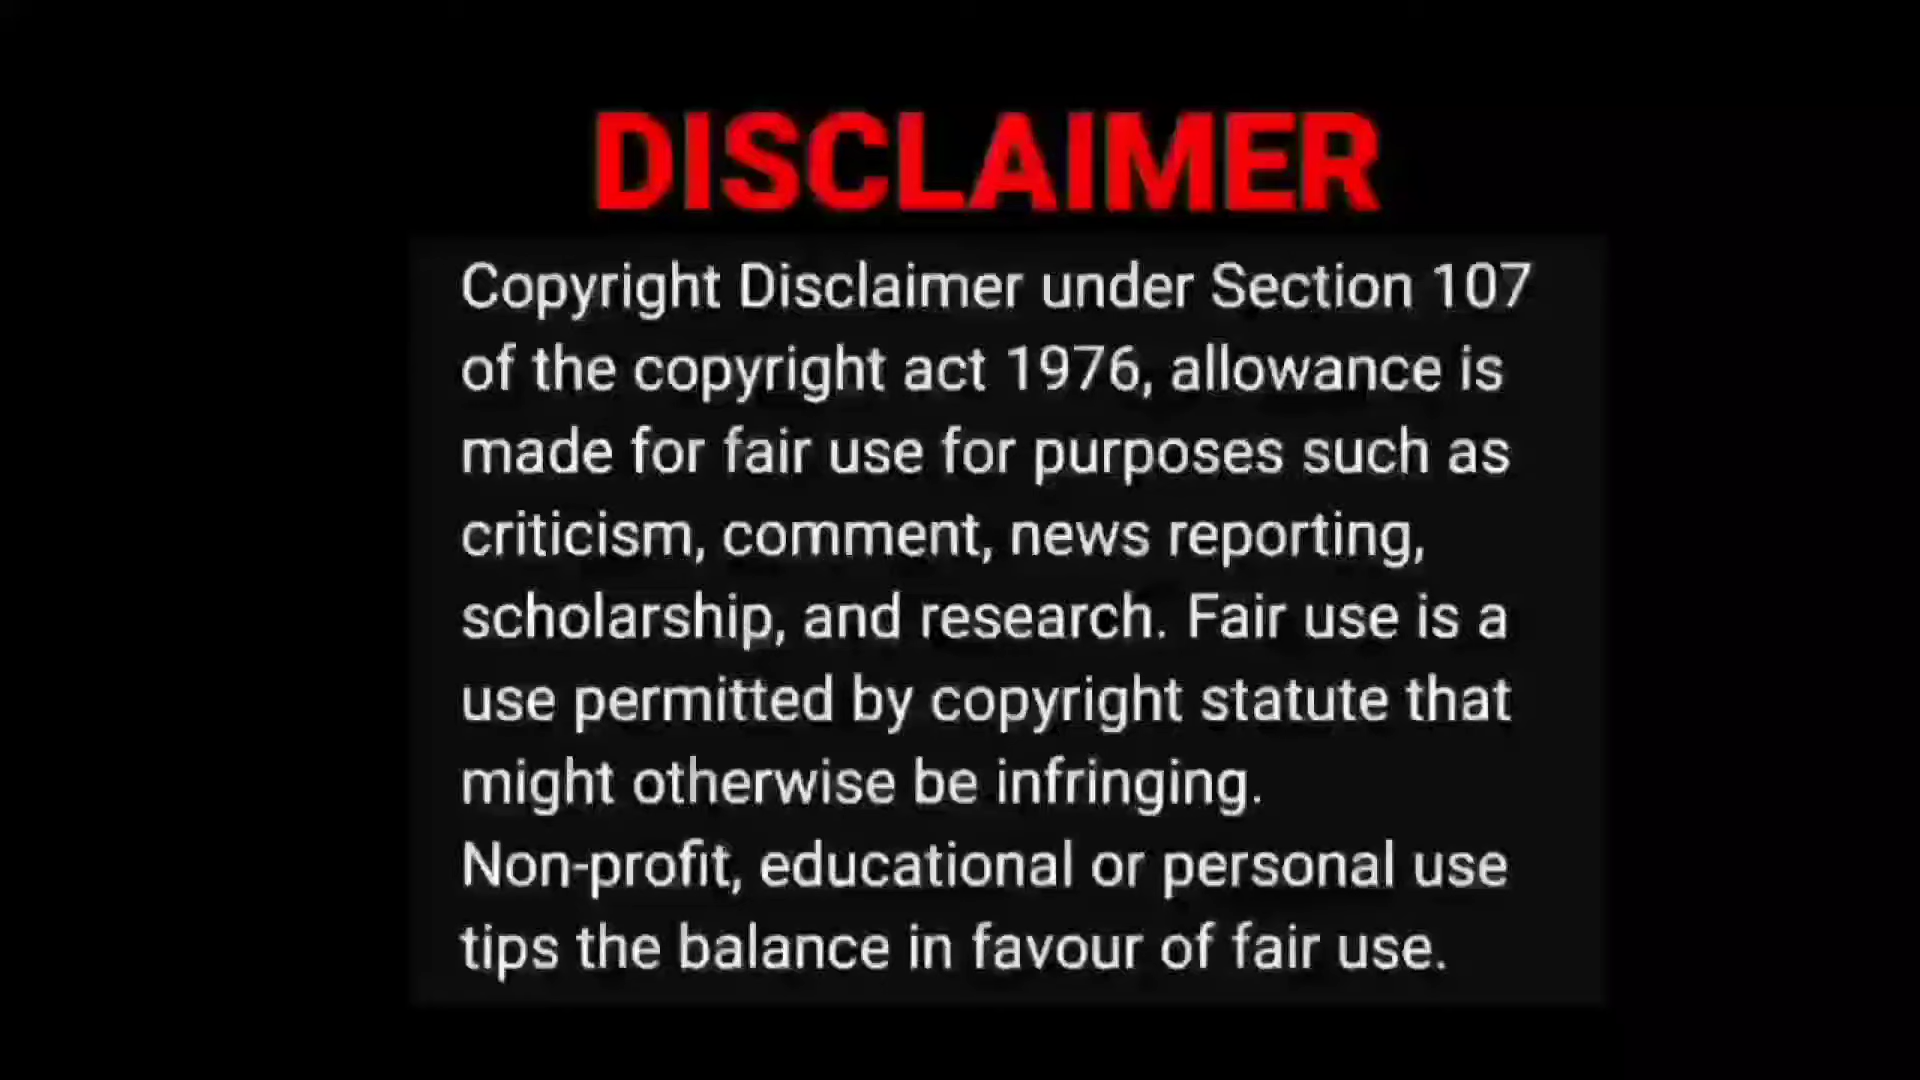 DISCLAIMER
Copyright Disclaimer under Section 107
of the copyright act 1976, allowance is
made for fair use for purposes such as
criticism, comment, news reporting,
scholarship, and research. Fair use is a
use permitted by copyright statute that
might otherwise be infringing.
Non-profit, educational or personal use
tips the balance in favour of fair use.